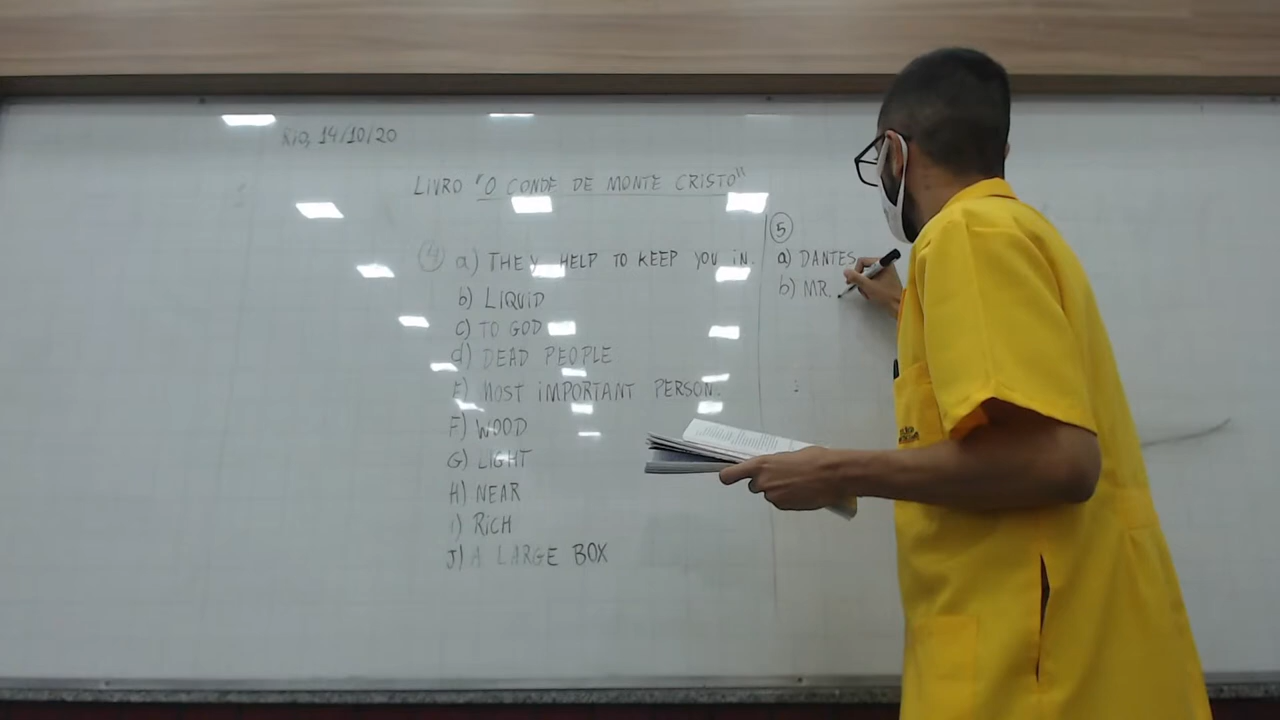 RIO, 14/10/20
LIVRO "O CONDE DE MONTE CRISTO"
4 a) THEY HELP TO KEEP YOU IN.
b) LIQUID
c) TO GOD
d) DEAD PEOPLE
E) MOST IMPORTANT PERSON.
F) WOOD
G) LIGHT
H) NEAR
I) RICH
J) A LARGE BOX
5
a) DANTES
b) MR.